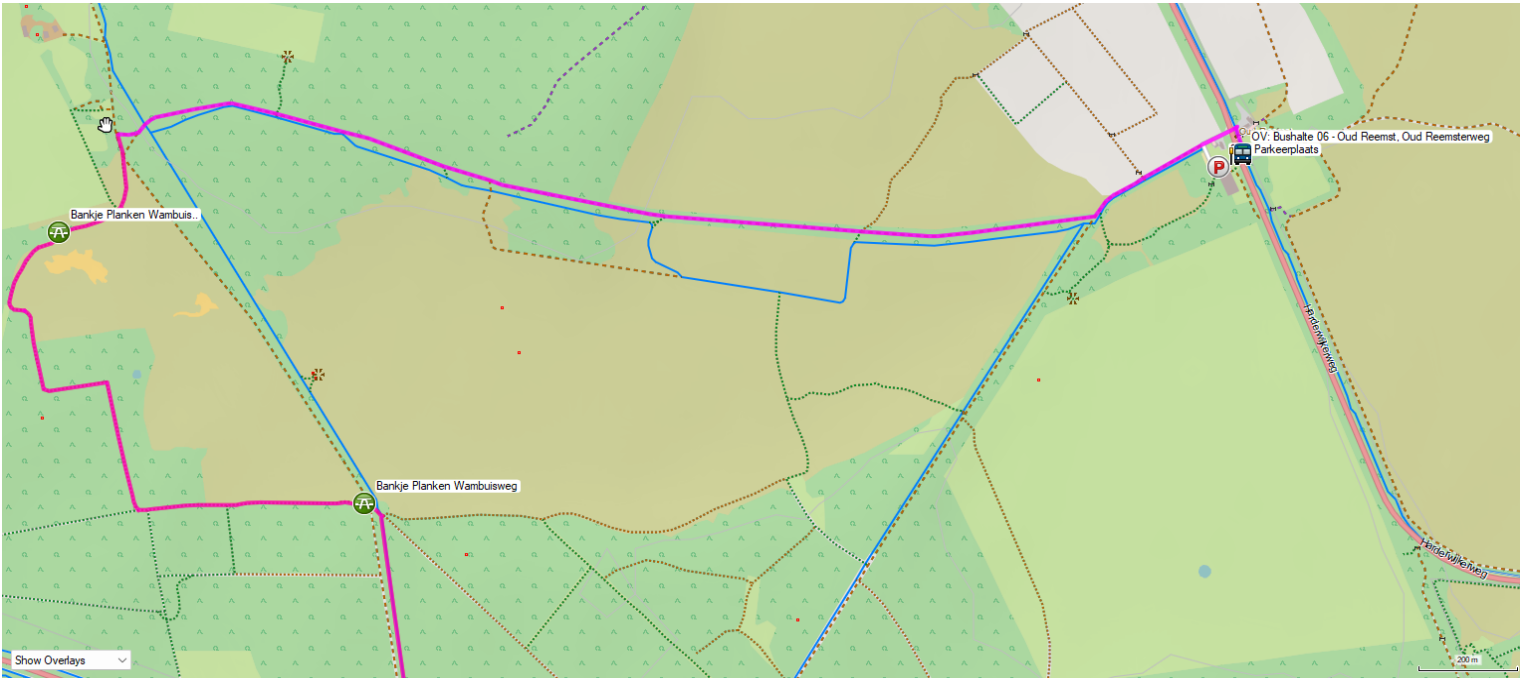 OV: Bushalte 06 - Oud Reemst, Oud Reemsterweg
Parkeerplaats
P
Bankje Planken Wambuis..
Harderwijkerweg
Bankje Planken Wambuisweg
Harderwijkerweg
Show Overlays
200 m